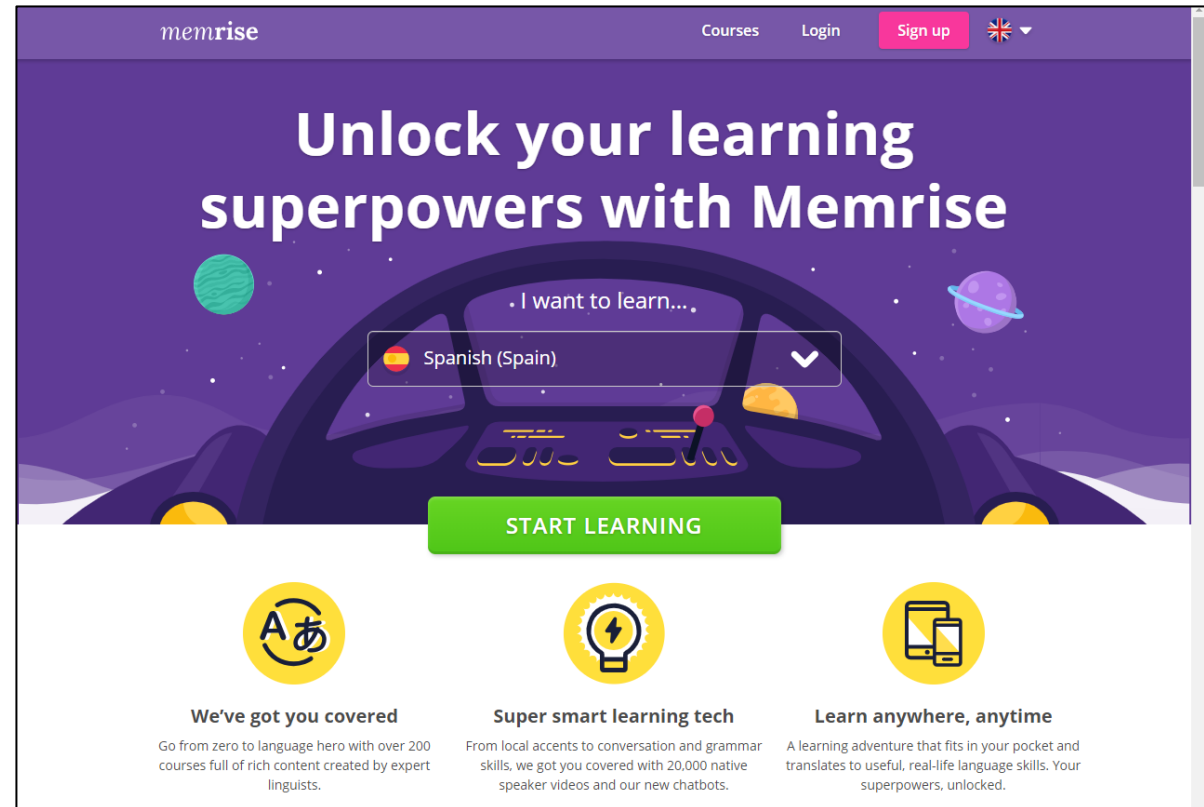 memrise
Courses Login Sign up
Unlock your learning
superpowers with Memrise
I want to learn...
Spanish (Spain)
START LEARNING
A あ
We've got you covered
Go from zero to language hero with over 200
courses full of rich content created by expert
linguists.
Super smart learning tech
From local accents to conversation and grammar
skills, we got you covered with 20,000 native
speaker videos and our new chatbots.
Learn anywhere, anytime
A learning adventure that fits in your pocket and
translates to useful, real-life language skills. Your
superpowers, unlocked.